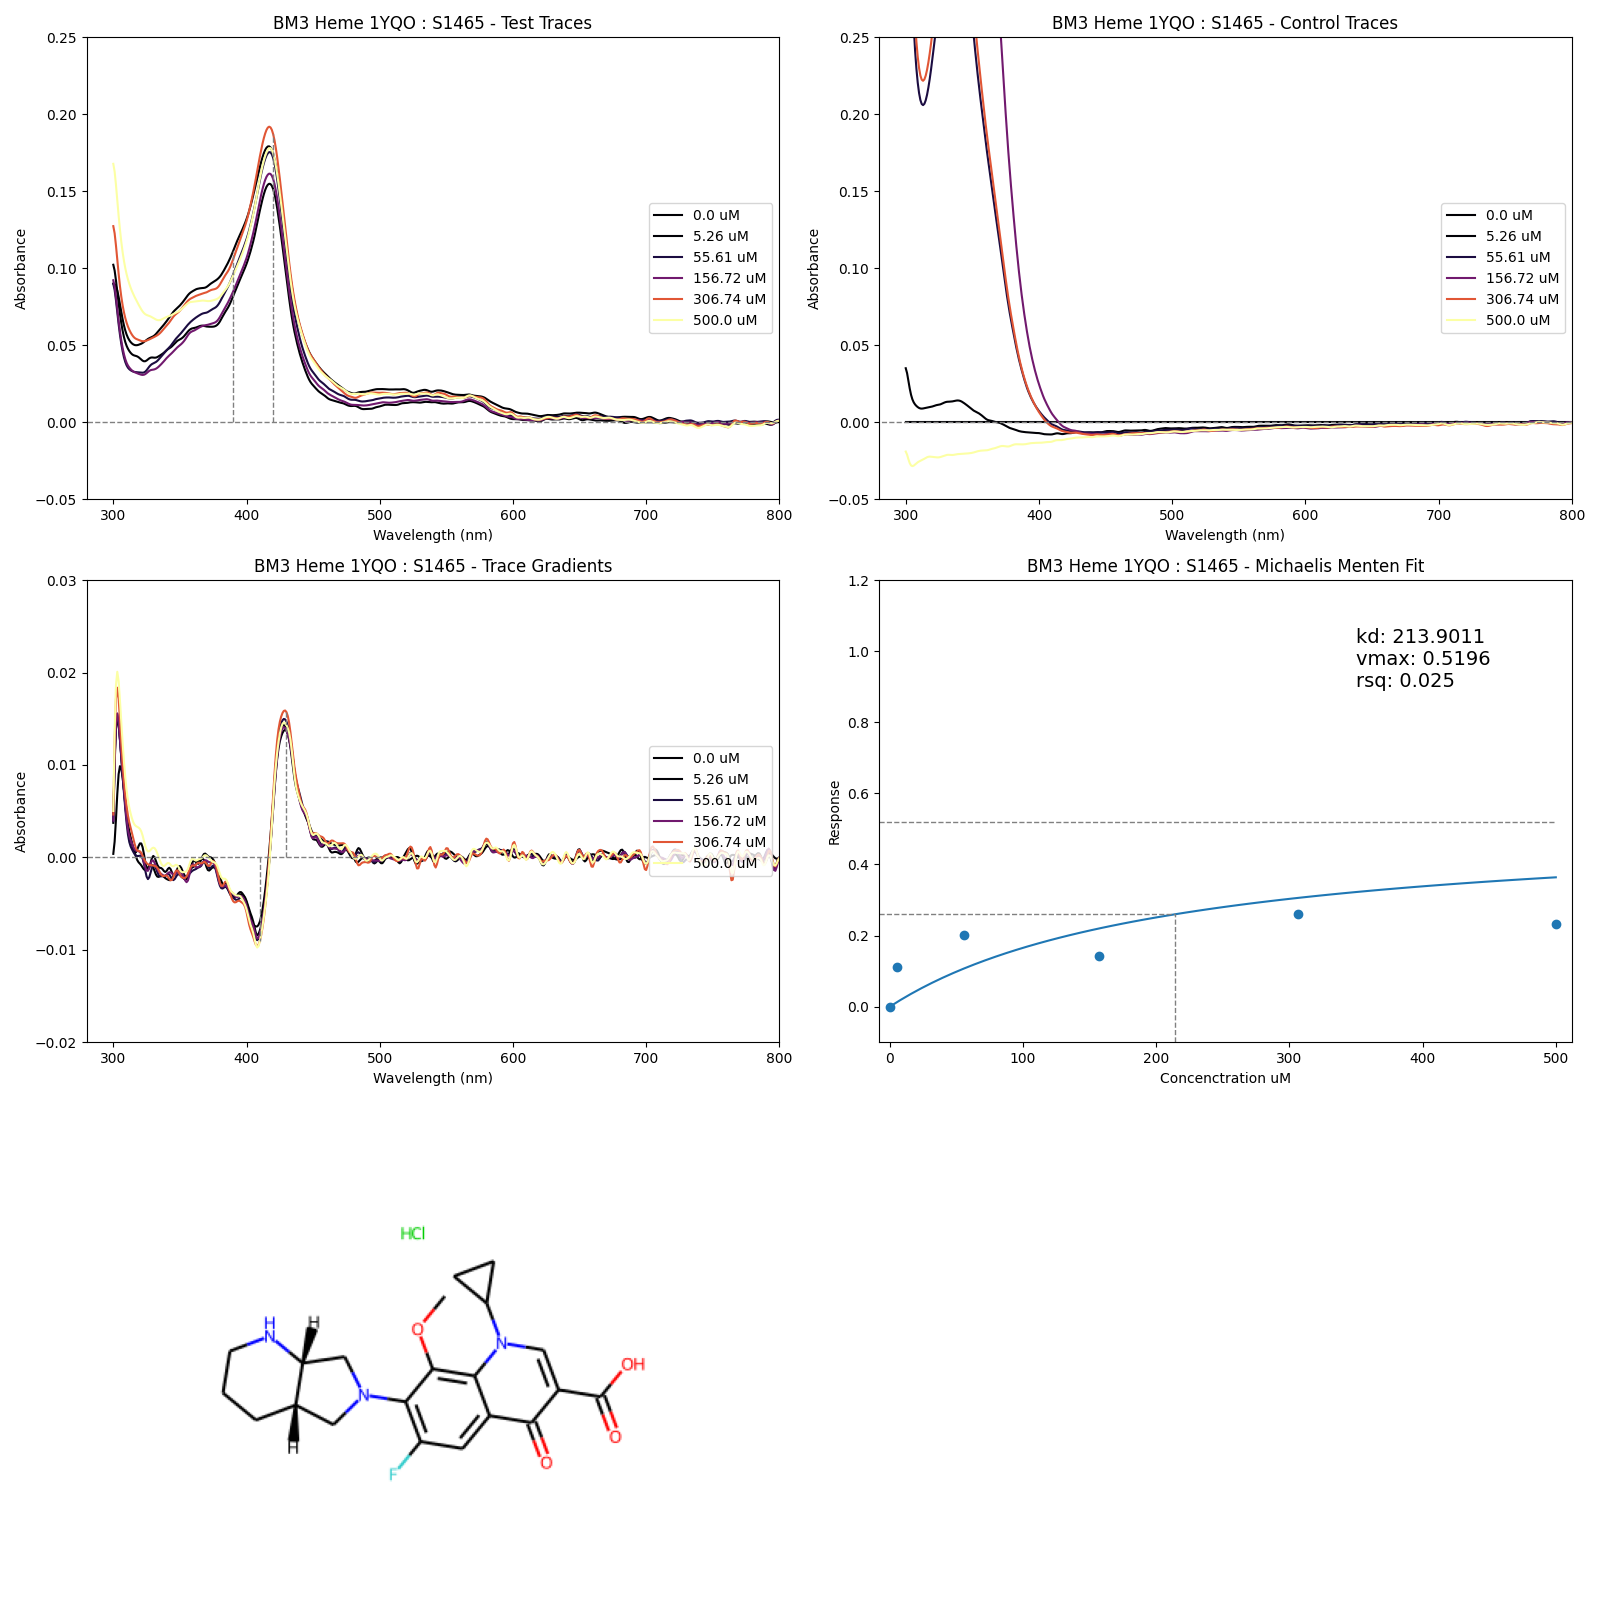 BM3 Heme 1YQO : S1465 - Test Traces
0.25
0.20
0.15
0.10
0.05
0.00
−0.05
Absorbance
300
400
500
600
700
800
Wavelength (nm)
0.0 uM
5.26 uM
55.61 uM
156.72 uM
306.74 uM
500.0 uM
BM3 Heme 1YQO : S1465 - Control Traces
0.25
0.20
0.15
0.10
0.05
0.00
−0.05
Absorbance
300
400
500
600
700
800
Wavelength (nm)
0.0 uM
5.26 uM
55.61 uM
156.72 uM
306.74 uM
500.0 uM
BM3 Heme 1YQO : S1465 - Trace Gradients
0.03
0.02
0.01
0.00
−0.01
−0.02
Absorbance
300
400
500
600
700
800
Wavelength (nm)
0.0 uM
5.26 uM
55.61 uM
156.72 uM
306.74 uM
500.0 uM
BM3 Heme 1YQO : S1465 - Michaelis Menten Fit
1.2
1.0
0.8
0.6
0.4
0.2
0.0
Response
0
100
200
300
400
500
Concenctration uM
kd: 213.9011
vmax: 0.5196
rsq: 0.025
HCl
H
N
H
O
N
OH
N
O
H
F
O